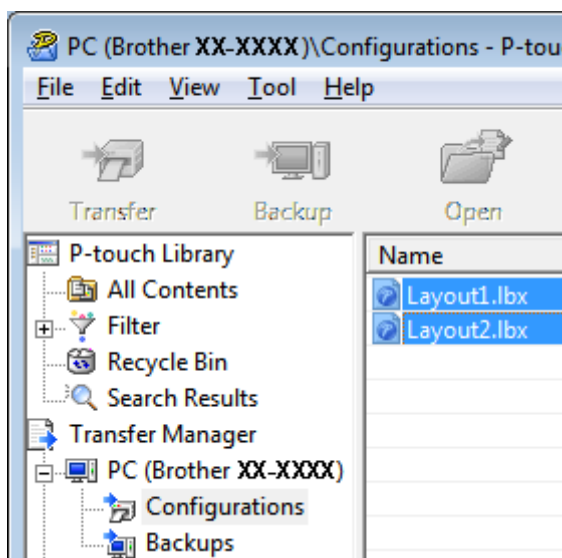 PC (Brother XX-XXXX)\Configurations - P-tou
File Edit View Tool Help
Transfer Backup Open
P-touch Library
Name
All Contents
Layout1.lbx
Filter
Layout2.lbx
Recycle Bin
Search Results
Transfer Manager
PC (Brother XX-XXXX)
Configurations
Backups